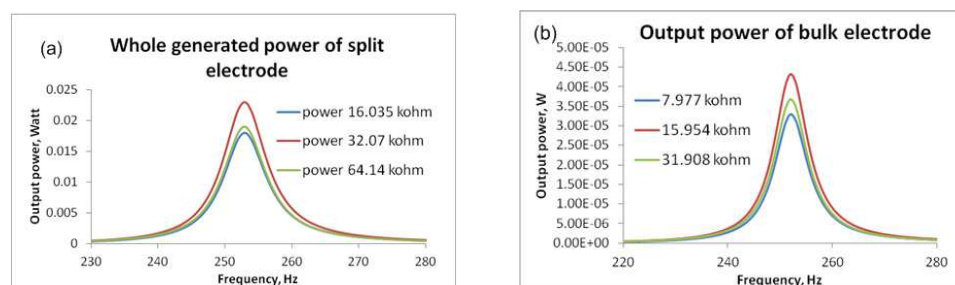 (a)
Whole generated power of split
electrode
Output power, Watt
0.025
0.02
0.015
0.01
0.005
0
power 16.035 kohm
power 32.07 kohm
power 64.14 kohm
230 240 250 260 270 280
Frequency, Hz
(b)
Output power of bulk electrode
Output power, W
5.00E-05
4.50E-05
4.00E-05
3.50E-05
3.00E-05
2.50E-05
2.00E-05
1.50E-05
1.00E-05
5.00E-06
0.00E+00
7.977 kohm
15.954 kohm
31.908 kohm
220 240 260 280
Frequency, Hz